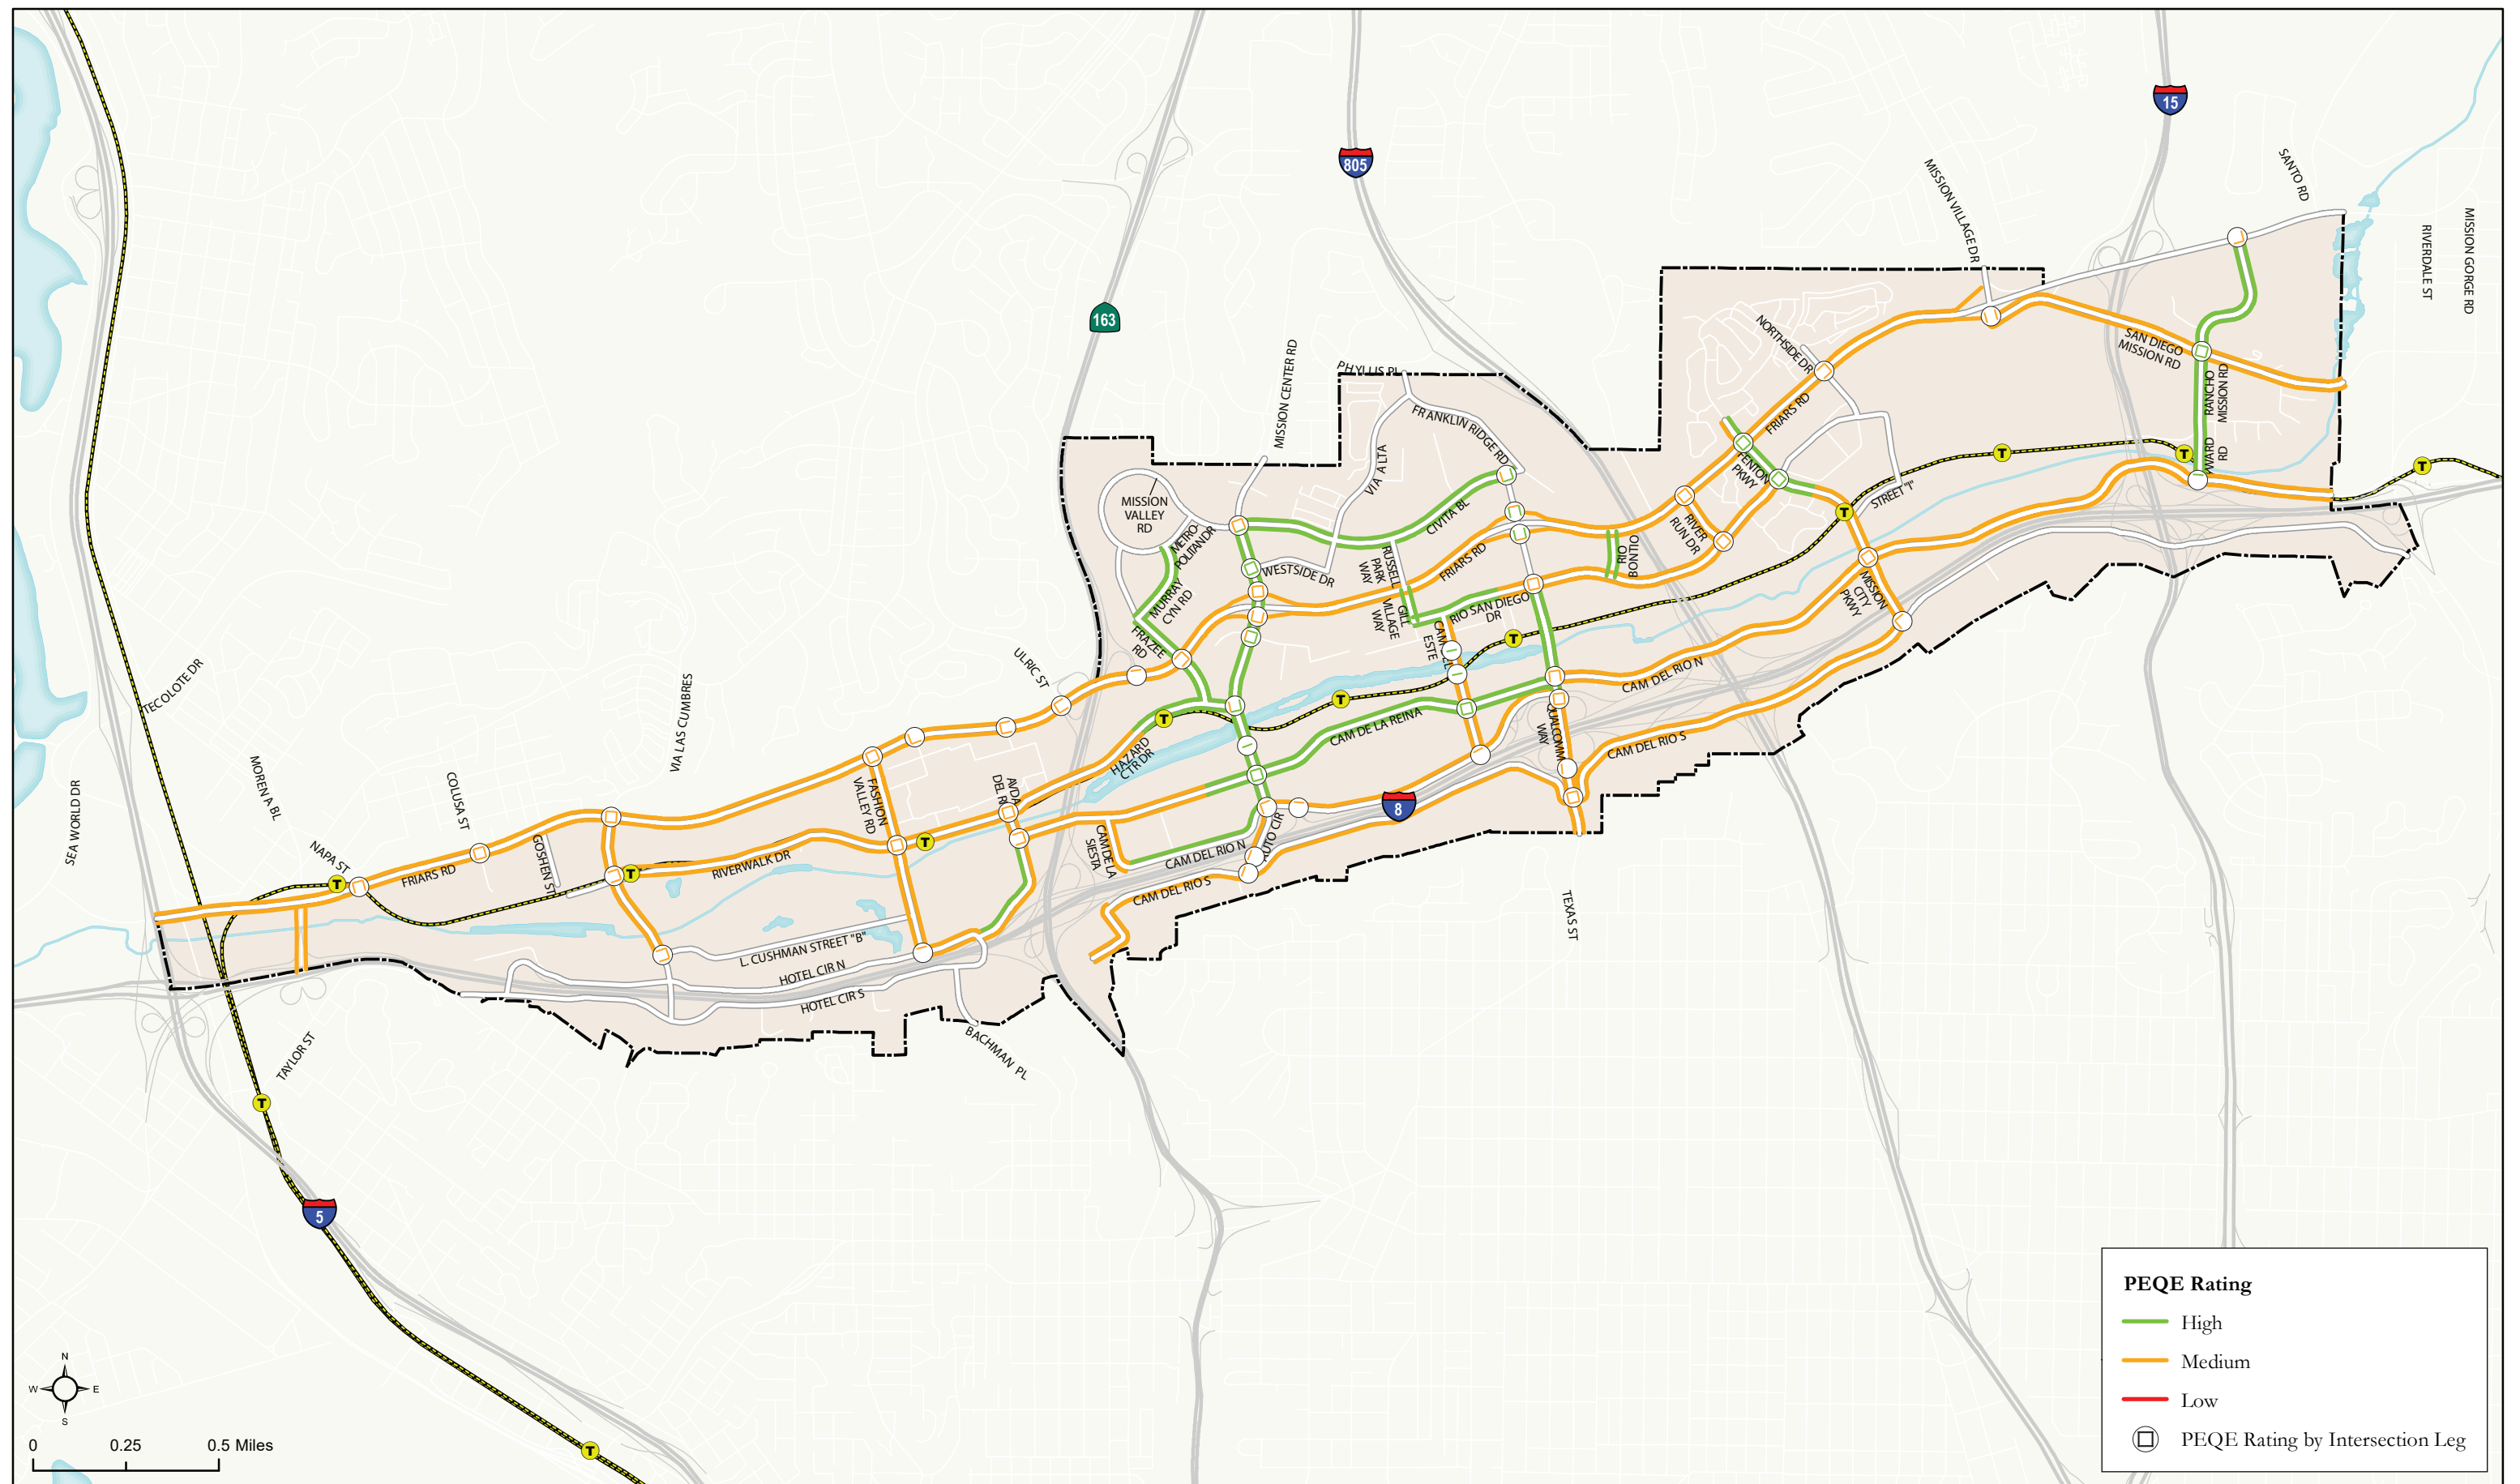 15
805
SANTO RD
MISSION VILLAGE DR
RIVERDALE ST
MISSION GORGE RD
163
NORTHSIDE DR
SAN DIEGO
MISSION RD
MISSION CENTER RD
PHYLLIS PL
FRANKLIN RIDGE RD
FRIARS RD
RANCHO
MISSION RD
VIA ALTA
WARD
RD
T
T
T
MISSION
VALLEY
RD
FENTON
PKWY
STREET "I"
CIVITA BL
METRO-
POLITAN DR
RIVER
RUN DR
T
RIO
BONITO
WESTSIDE DR
RUSSELL
PARK
WAY
FRIARS RD
MURRAY
CYN RD
GILL
VILLAGE
WAY
RIO SAN DIEGO
DR
MISSION
CITY
PKWY
FRAZEE
RD
ESTE
T
ULRIC ST
TECOLOTE DR
VIA LAS CUMBRES
CAM DEL RIO N
T
T
CAM DE LA REINA
QUALCOMM
WAY
CAM DEL RIO S
HAZARD
CTR DR
MORENA BL
COLUSA ST
SEA WORLD DR
FASHION
VALLEY RD
AVDA
8
NAPA ST
GOSHEN ST
T
T
T
FRIARS RD
RIVERWALK DR
CAM DE LA
SIESTA
CAM DEL RIO N
AUTO CIR
CAM DEL RIO S
TEXAS ST
L. CUSHMAN STREET "B"
HOTEL CIR N
HOTEL CIR S
BACHMAN PL
TAYLOR ST
T
5
T
N
W E
S
0 0.25 0.5 Miles
PEQE Rating
High
Medium
Low
PEQE Rating by Intersection Leg